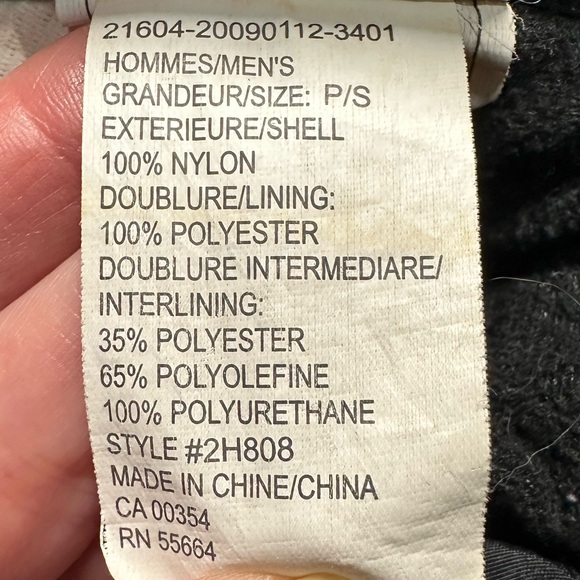 21604-20090112-3401
HOMMES/MEN'S
GRANDEUR/SIZE: P/S
EXTERIEURE/SHELL
100% NYLON
DOUBLURE/LINING:
100% POLYESTER
DOUBLURE INTERMEDIARE/
INTERLINING:
35% POLYESTER
65% POLYOLEFINE
100% POLYURETHANE
STYLE #2H808
MADE IN CHINE/CHINA
CA 00354
RN 55664